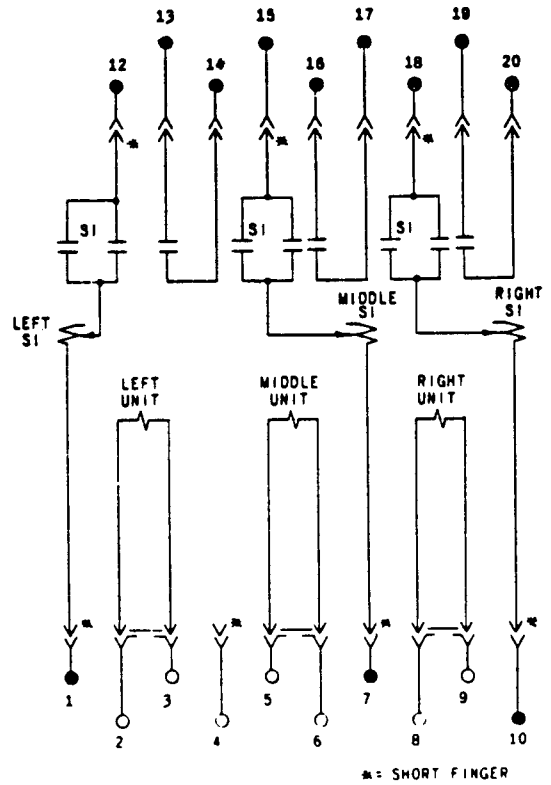 13 15 17 19
12 14 16 18 20
*
*
*
S1 S1 S1
LEFT
S1
MIDDLE
S1
RIGHT
S1
LEFT
UNIT
MIDDLE
UNIT
RIGHT
UNIT
* * * *
1 3 5 7 9
2 4 6 8 10
*= SHORT FINGER